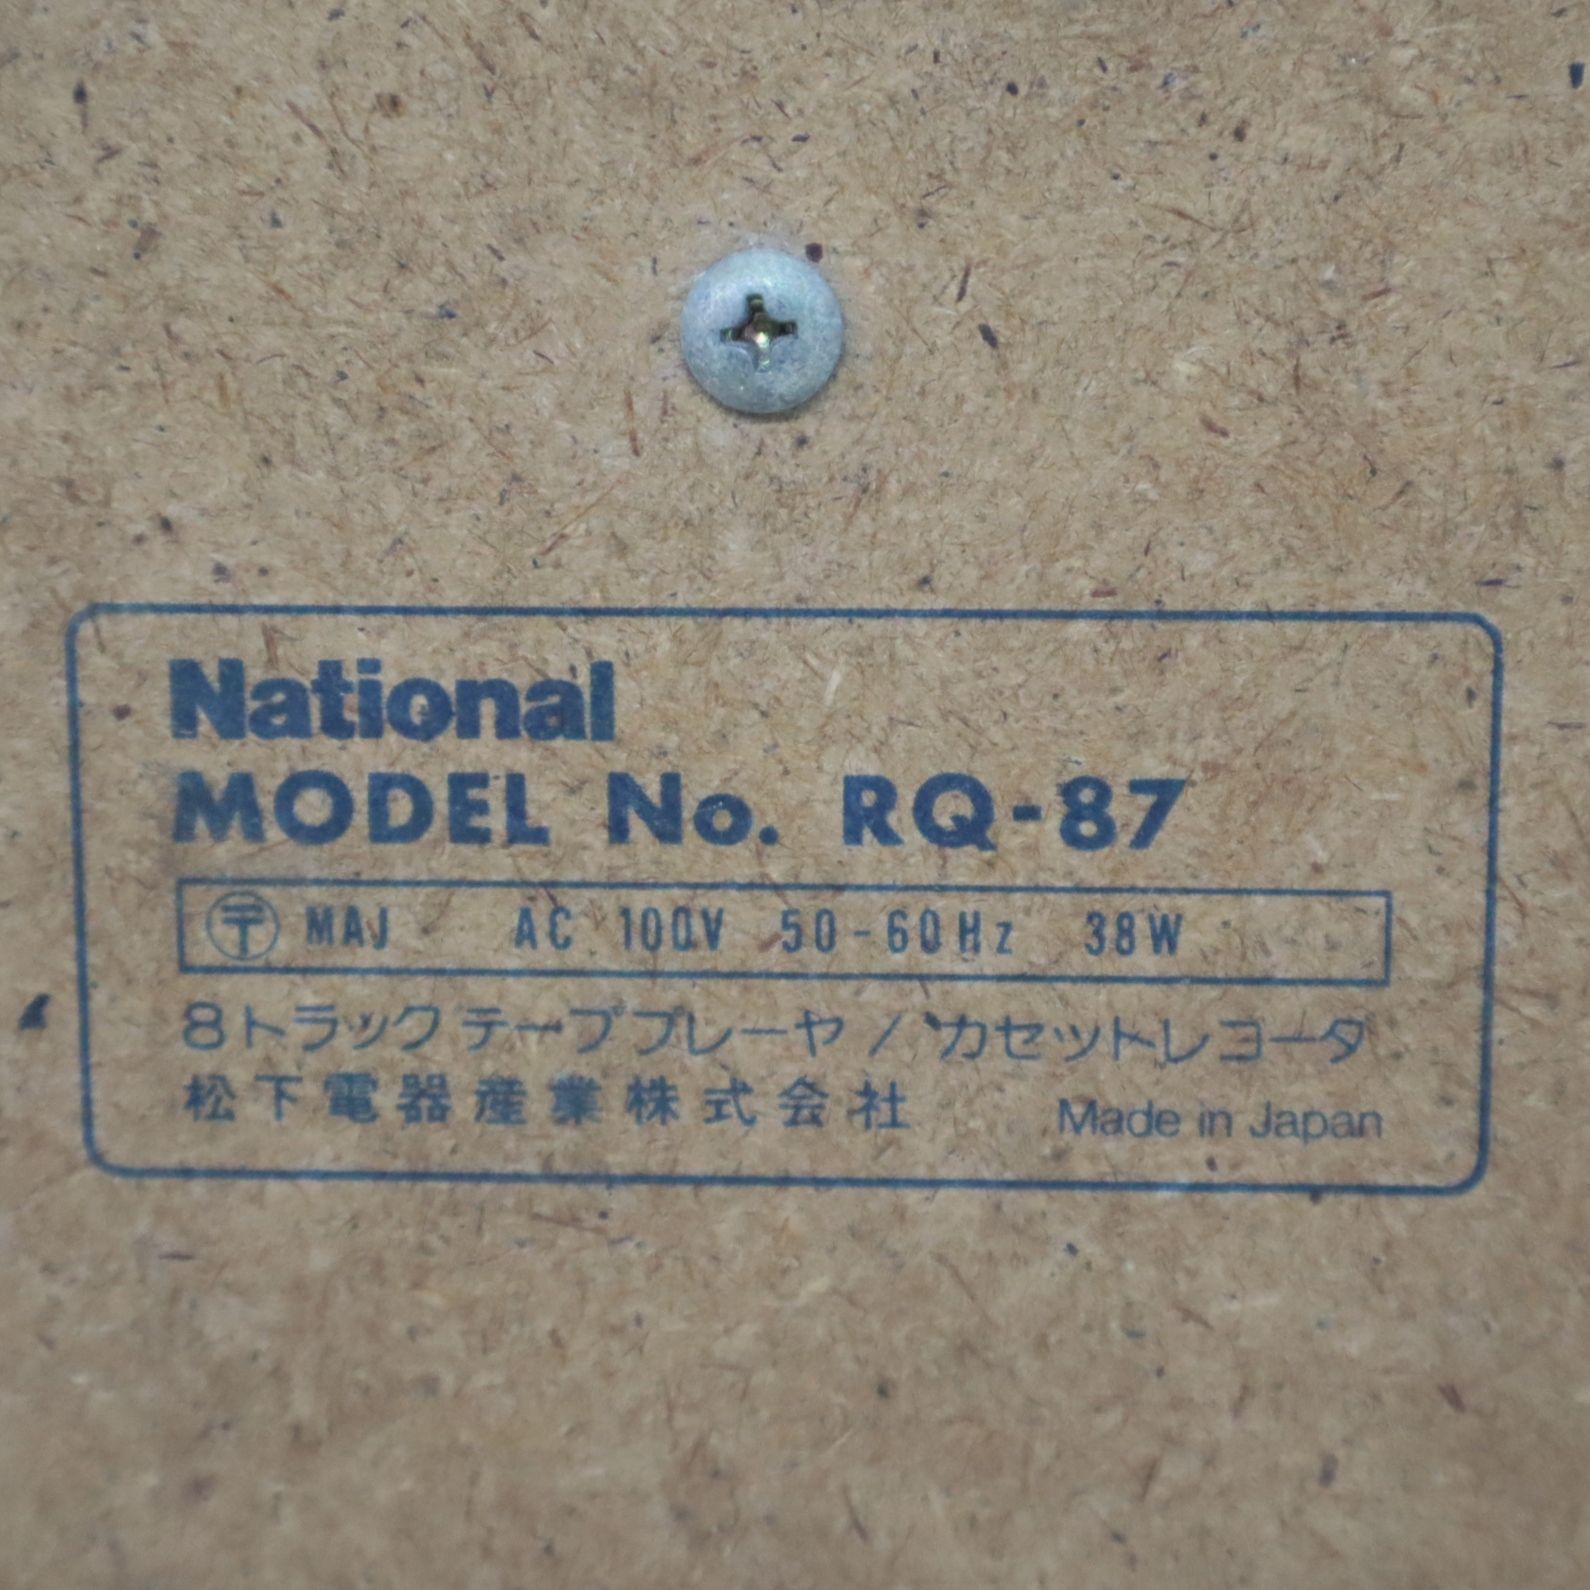 National
MODEL No. RQ-87
〶 MAJ AC 100V 50-60Hz 38W
8トラックテーププレーヤ/カセットレコーダ
松下電器産業株式会社 Made in Japan